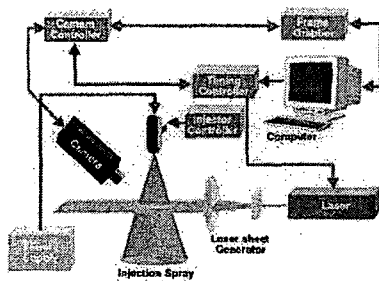 Camera
Controller
Frame
Grabber
Timing
Controller
Injector
Controller
Computer
Camera
Laser
Laser sheet
Generator
Injection Spray